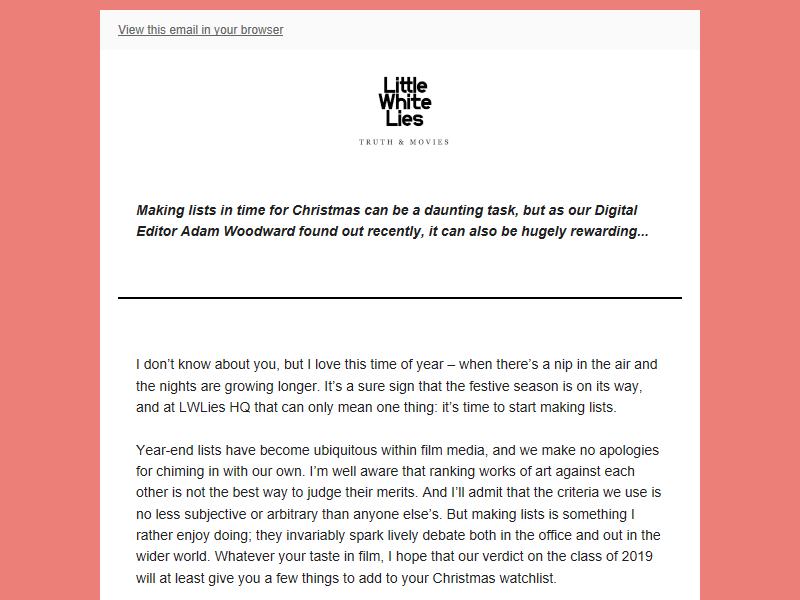 View this email in your browser
Little
White
Lies
TRUTH & MOVIES
Making lists in time for Christmas can be a daunting task, but as our Digital
Editor Adam Woodward found out recently, it can also be hugely rewarding...
I don’t know about you, but I love this time of year – when there’s a nip in the air and
the nights are growing longer. It’s a sure sign that the festive season is on its way,
and at LWLies HQ that can only mean one thing: it’s time to start making lists.
Year-end lists have become ubiquitous within film media, and we make no apologies
for chiming in with our own. I’m well aware that ranking works of art against each
other is not the best way to judge their merits. And I’ll admit that the criteria we use is
no less subjective or arbitrary than anyone else’s. But making lists is something I
rather enjoy doing; they invariably spark lively debate both in the office and out in the
wider world. Whatever your taste in film, I hope that our verdict on the class of 2019
will at least give you a few things to add to your Christmas watchlist.